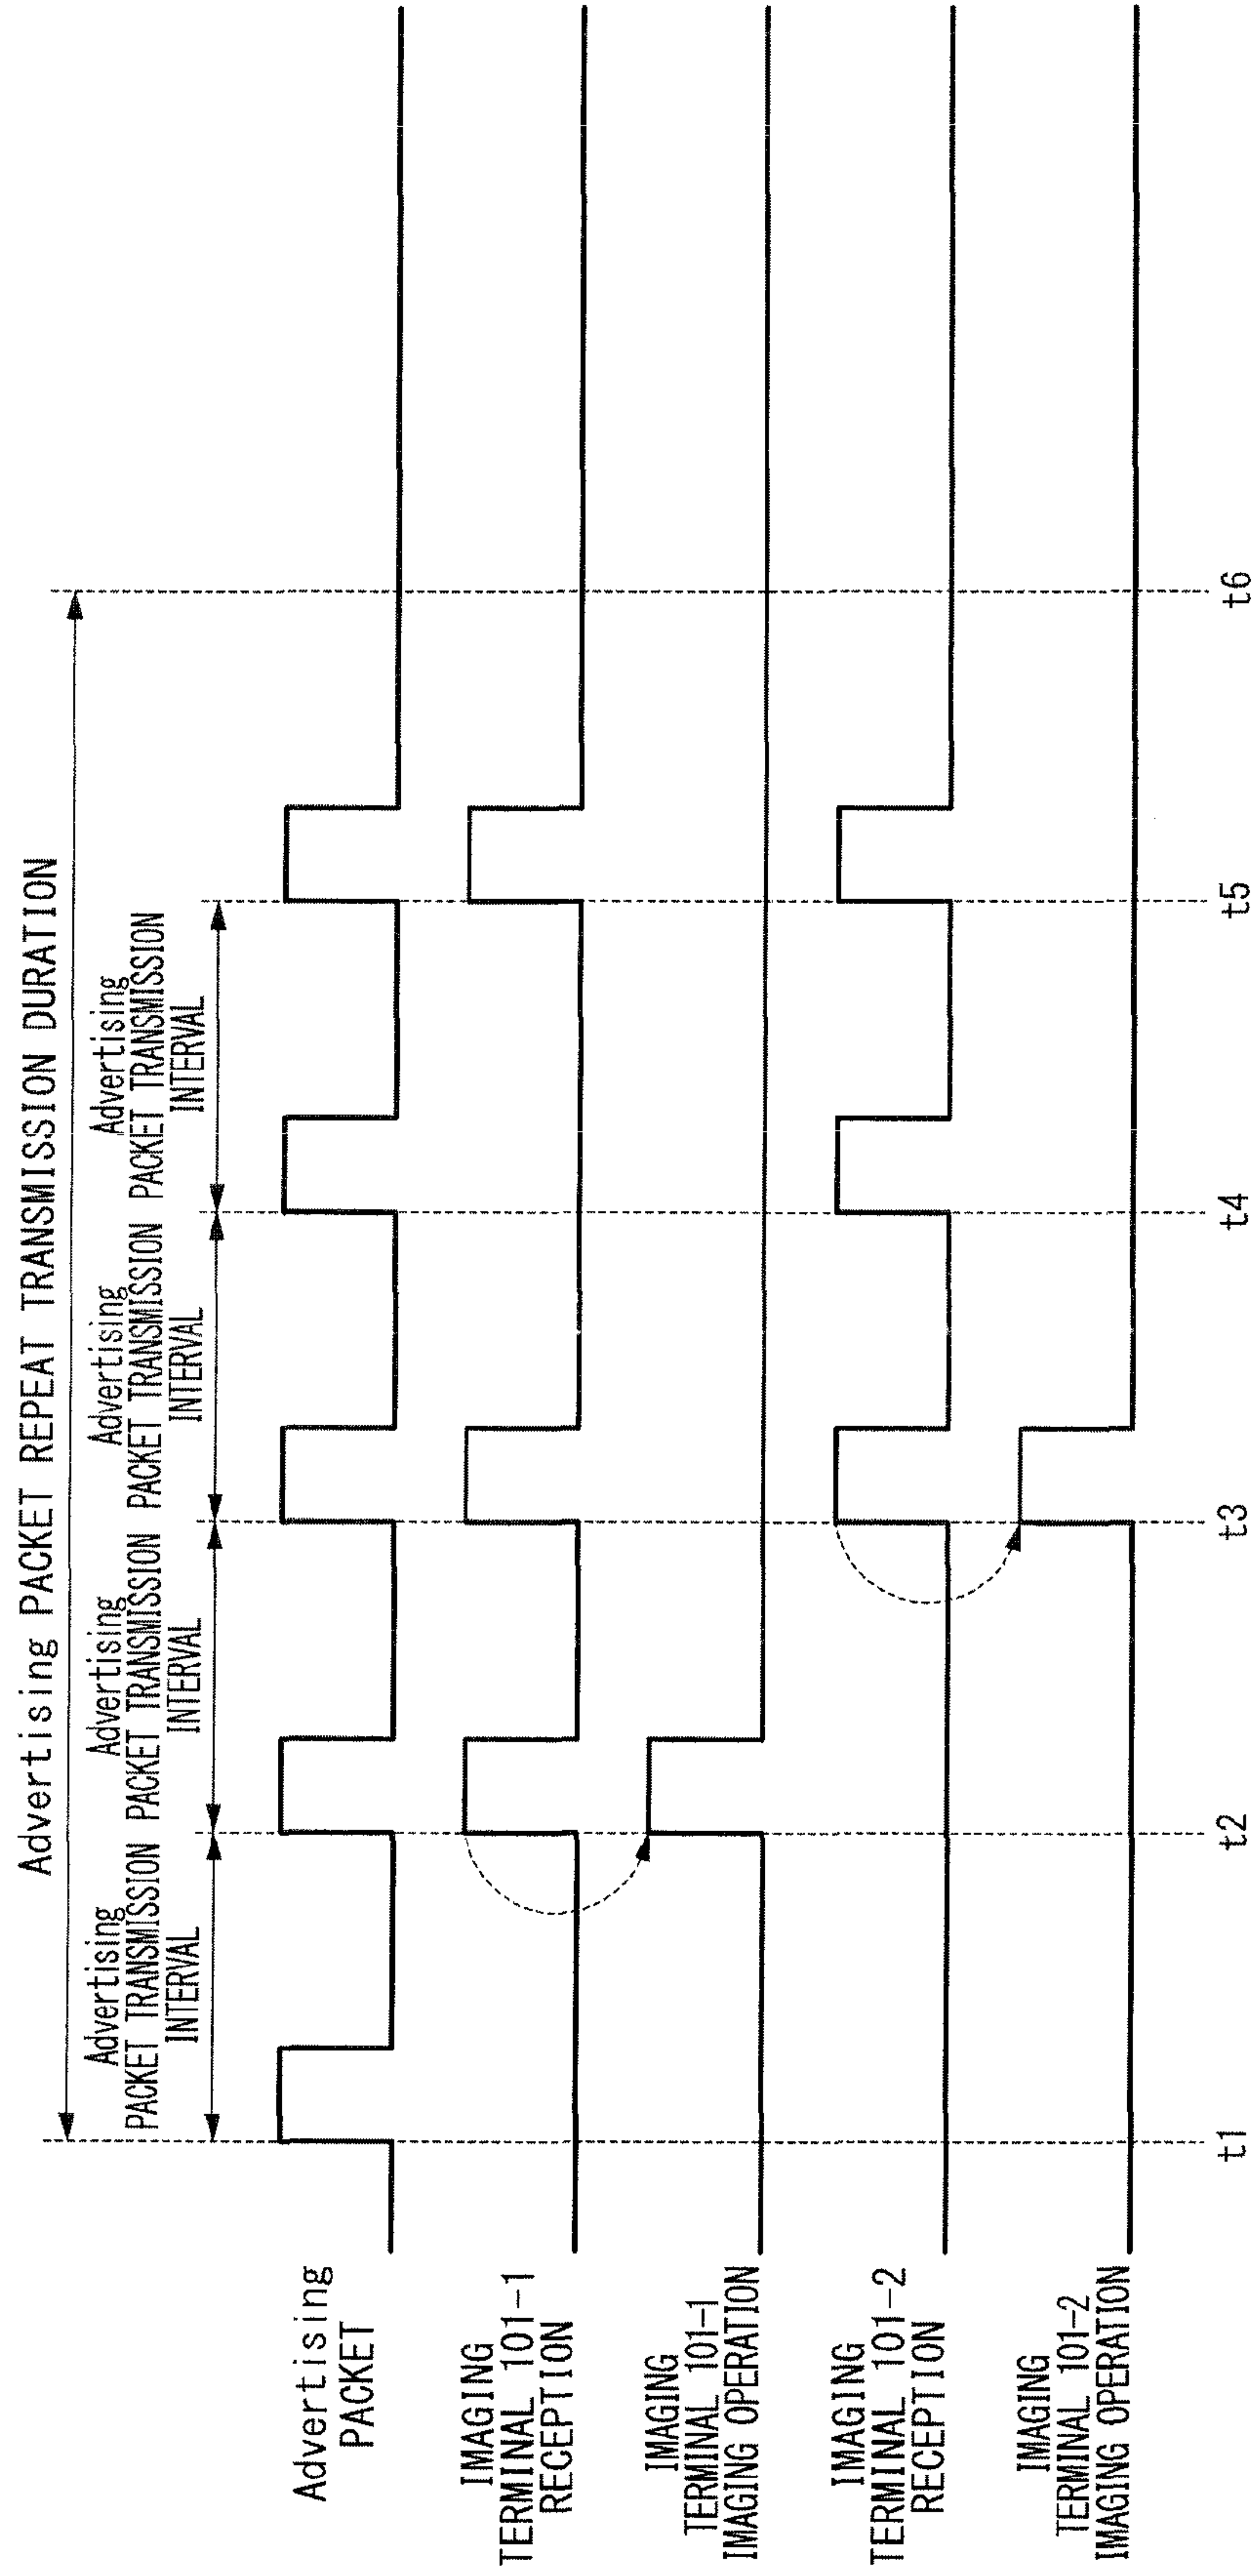 Advertising PACKET REPEAT TRANSMISSION DURATION
Advertising
PACKET TRANSMISSION
INTERVAL
Advertising
PACKET TRANSMISSION
INTERVAL
Advertising
PACKET TRANSMISSION
INTERVAL
Advertising
PACKET TRANSMISSION
INTERVAL
Advertising
PACKET
IMAGING
TERMINAL 101-1
RECEPTION
IMAGING
TERMINAL 101-1
IMAGING OPERATION
IMAGING
TERMINAL 101-2
RECEPTION
IMAGING
TERMINAL 101-2
IMAGING OPERATION
t1
t2
t3
t4
t5
t6